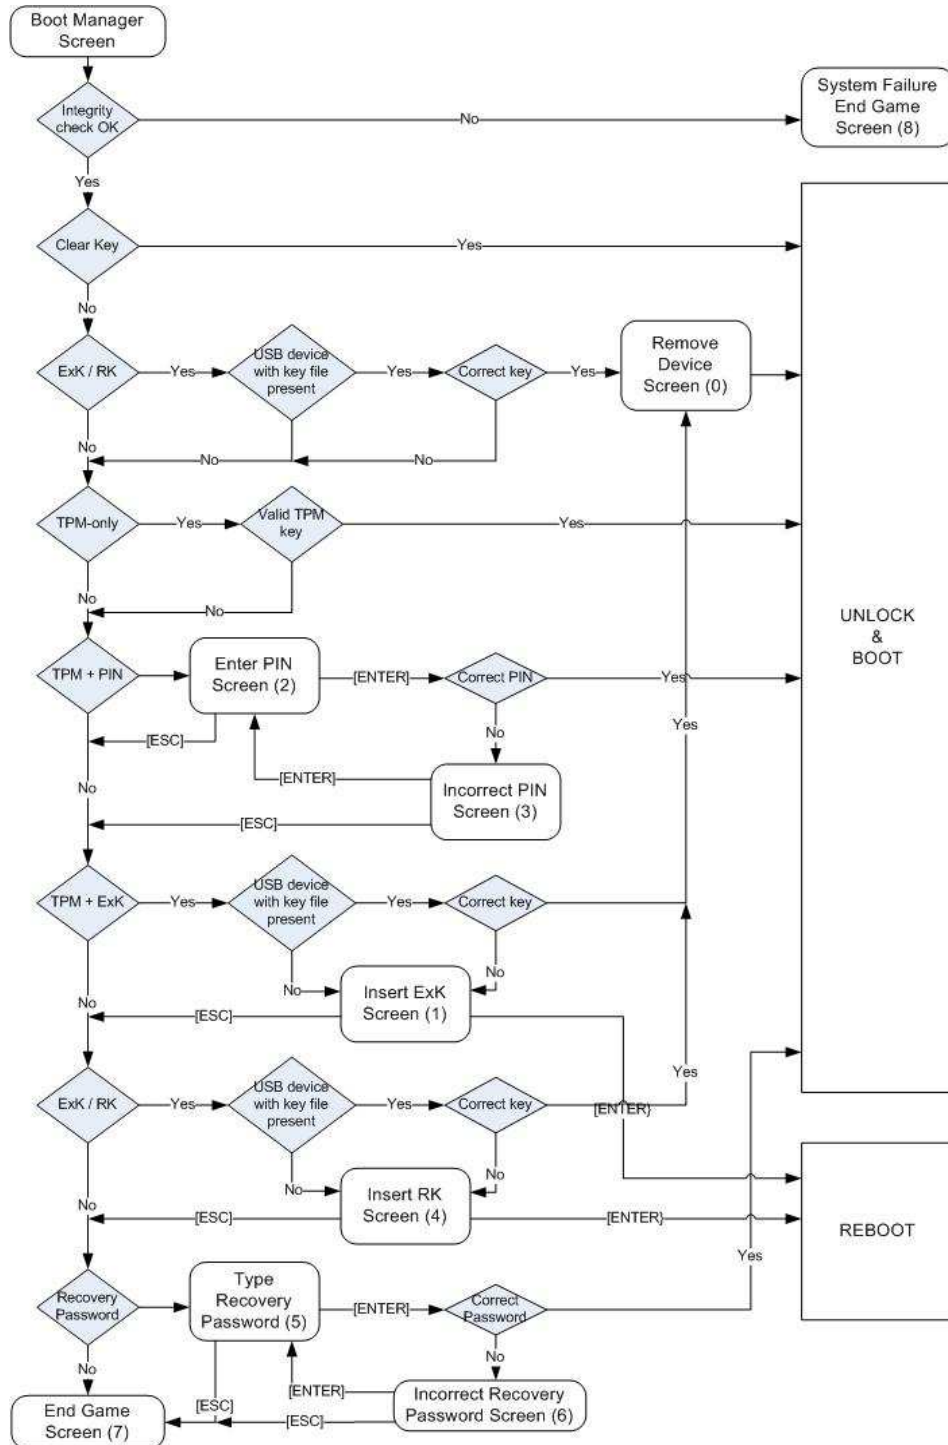 Boot Manager
Screen
Integrity
check OK
No
System Failure
End Game
Screen (8)
Yes
Clear Key
Yes
No
ExK / RK
Yes
USB device
with key file
present
Yes
Correct key
Yes
Remove
Device
Screen (0)
No
No
No
TPM-only
Yes
Valid TPM
key
Yes
No
No
UNLOCK
&
BOOT
TPM + PIN
Enter PIN
Screen (2)
[ENTER]
Correct PIN
Yes
[ESC]
No
Yes
No
[ENTER]
Incorrect PIN
Screen (3)
[ESC]
TPM + ExK
Yes
USB device
with key file
present
Yes
Correct key
No
No
No
Insert ExK
Screen (1)
[ESC]
Yes
ExK / RK
Yes
USB device
with key file
present
Yes
Correct key
[ENTER}
No
No
No
Insert RK
Screen (4)
[ESC]
[ENTER}
REBOOT
Yes
Recovery
Password
Type
Recovery
Password (5)
[ENTER]
Correct
Password
No
No
[ENTER]
[ESC]
[ESC]
Incorrect Recovery
Password Screen (6)
End Game
Screen (7)